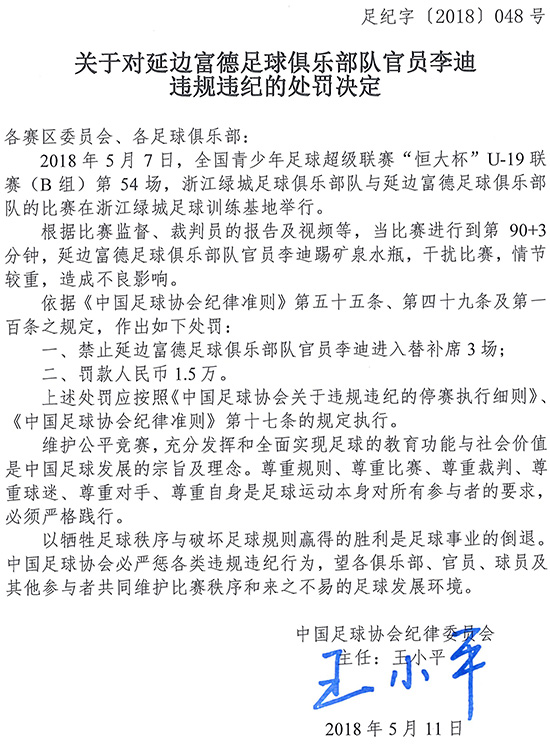 足纪字〔2018〕048号
关于对延边富德足球俱乐部队官员李迪
违规违纪的处罚决定
各赛区委员会、各足球俱乐部：
2018年5月7日，全国青少年足球超级联赛“恒大杯”U-19联
赛（B组）第54场，浙江绿城足球俱乐部队与延边富德足球俱乐部
队的比赛在浙江绿城足球训练基地举行。
根据比赛监督、裁判员的报告及视频等，当比赛进行到第 90+3
分钟，延边富德足球俱乐部队官员李迪踢矿泉水瓶，干扰比赛，情节
较重，造成不良影响。
依据《中国足球协会纪律准则》第五十五条、第四十九条及第一
百条之规定，作出如下处罚：
一、禁止延边富德足球俱乐部队官员李迪进入替补席3场；
二、罚款人民币1.5万。
上述处罚应按照《中国足球协会关于违规违纪的停赛执行细则》、
《中国足球协会纪律准则》第十七条的规定执行。
维护公平竞赛，充分发挥和全面实现足球的教育功能与社会价值
是中国足球发展的宗旨及理念。尊重规则、尊重比赛、尊重裁判、尊
重球迷、尊重对手、尊重自身是足球运动本身对所有参与者的要求，
必须严格践行。
以牺牲足球秩序与破坏足球规则赢得的胜利是足球事业的倒退。
中国足球协会必严惩各类违规违纪行为，望各俱乐部、官员、球员及
其他参与者共同维护比赛秩序和来之不易的足球发展环境。
中国足球协会纪律委员会
主任：王小平
王小平
2018年5月11日